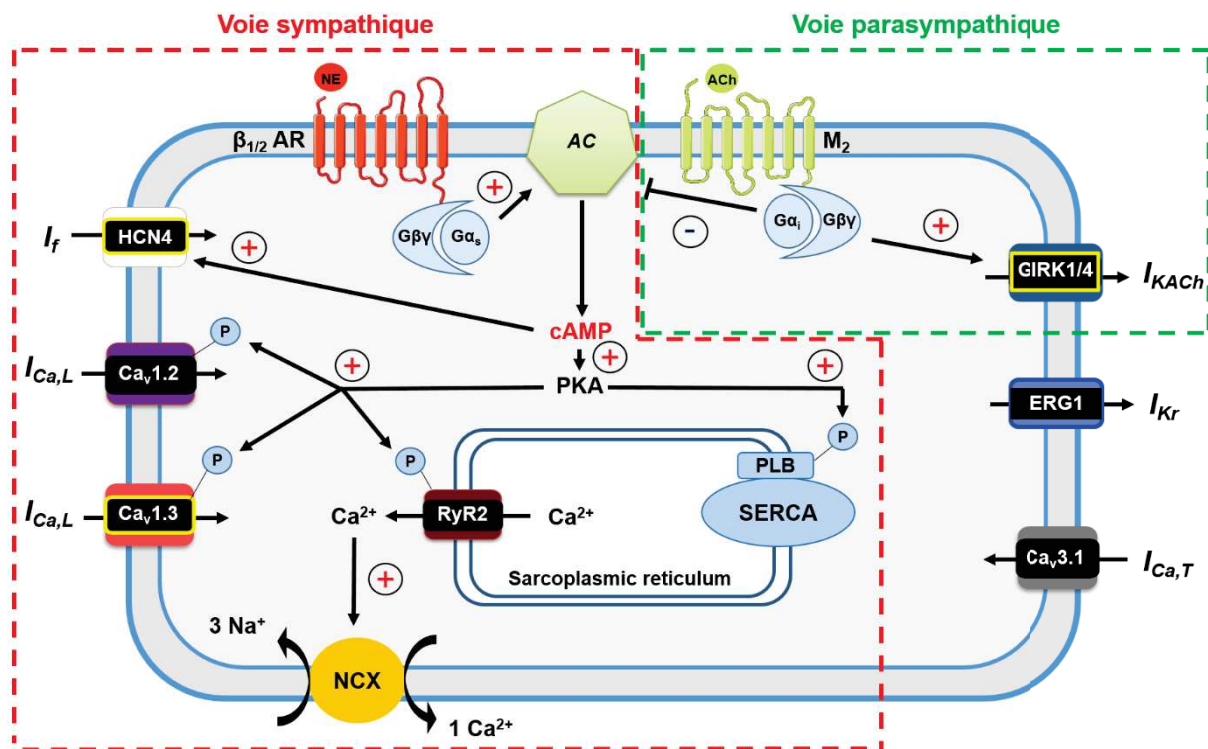 Voie sympathique
Voie parasympathique
NE
ACh
β1/2 AR
AC
M2
+
Gβγ
Gαs
-
Gαi
Gβγ
+
If
HCN4
+
GIRK1/4
IKACh
cAMP
+
P
ICa,L
Cav1.2
+
PKA
+
ERG1
IKr
P
P
P
PLB
ICa,L
Cav1.3
Ca2+
RyR2
Ca2+
SERCA
Cav3.1
ICa,T
+
Sarcoplasmic reticulum
3 Na+
NCX
1 Ca2+